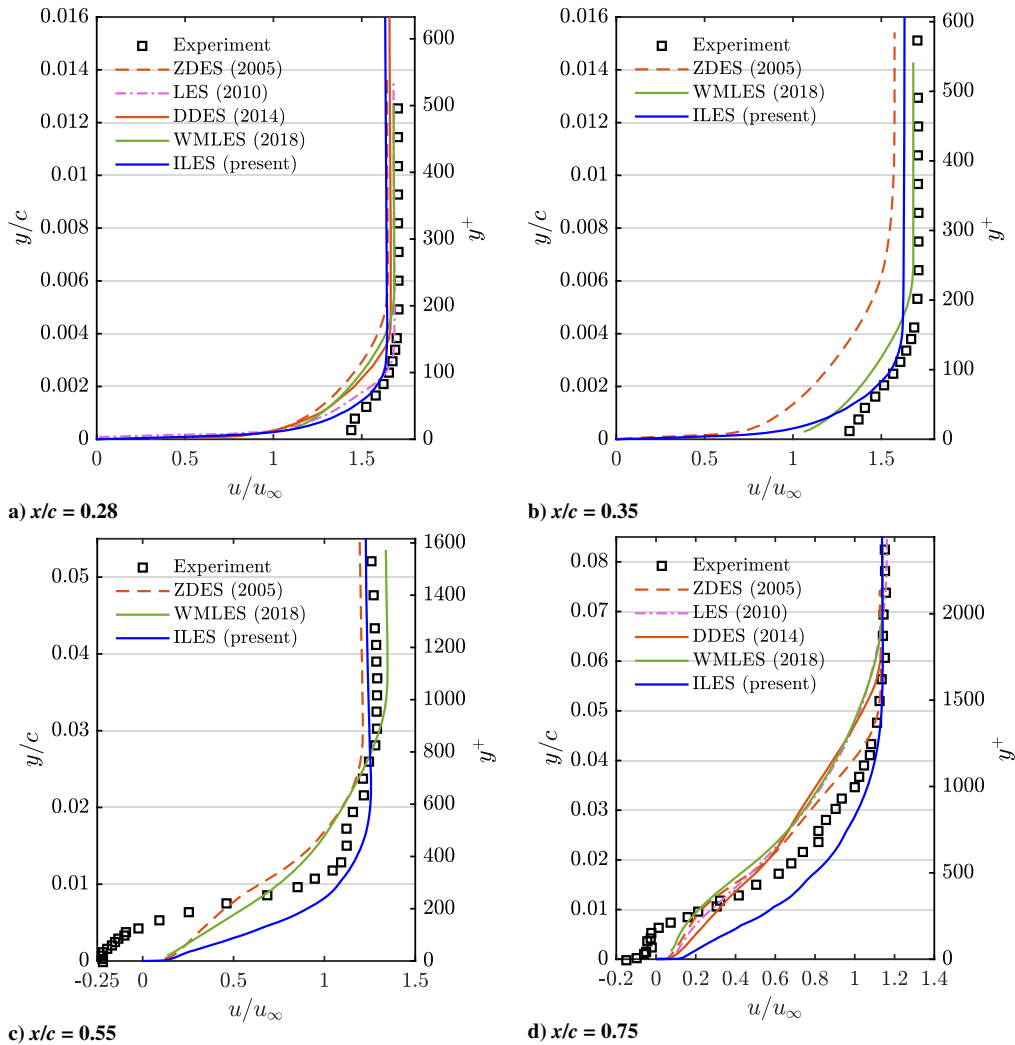 0.016
0.014
0.012
0.01
0.008
0.006
0.004
0.002
0
y/c
600
500
400
300
200
100
0
y+
Experiment
ZDES (2005)
LES (2010)
DDES (2014)
WMLES (2018)
ILES (present)
0 0.5 1 1.5
u/u∞
a) x/c = 0.28
0.016
0.014
0.012
0.01
0.008
0.006
0.004
0.002
0
y/c
600
500
400
300
200
100
0
y+
Experiment
ZDES (2005)
WMLES (2018)
ILES (present)
0 0.5 1 1.5
u/u∞
b) x/c = 0.35
0.05
0.04
0.03
0.02
0.01
0
y/c
1600
1400
1200
1000
800
600
400
200
0
y+
Experiment
ZDES (2005)
WMLES (2018)
ILES (present)
-0.25 0 0.5 1 1.5
u/u∞
c) x/c = 0.55
0.08
0.07
0.06
0.05
0.04
0.03
0.02
0.01
0
y/c
2000
1500
1000
500
0
y+
Experiment
ZDES (2005)
LES (2010)
DDES (2014)
WMLES (2018)
ILES (present)
-0.2 0 0.2 0.4 0.6 0.8 1 1.2 1.4
u/u∞
d) x/c = 0.75